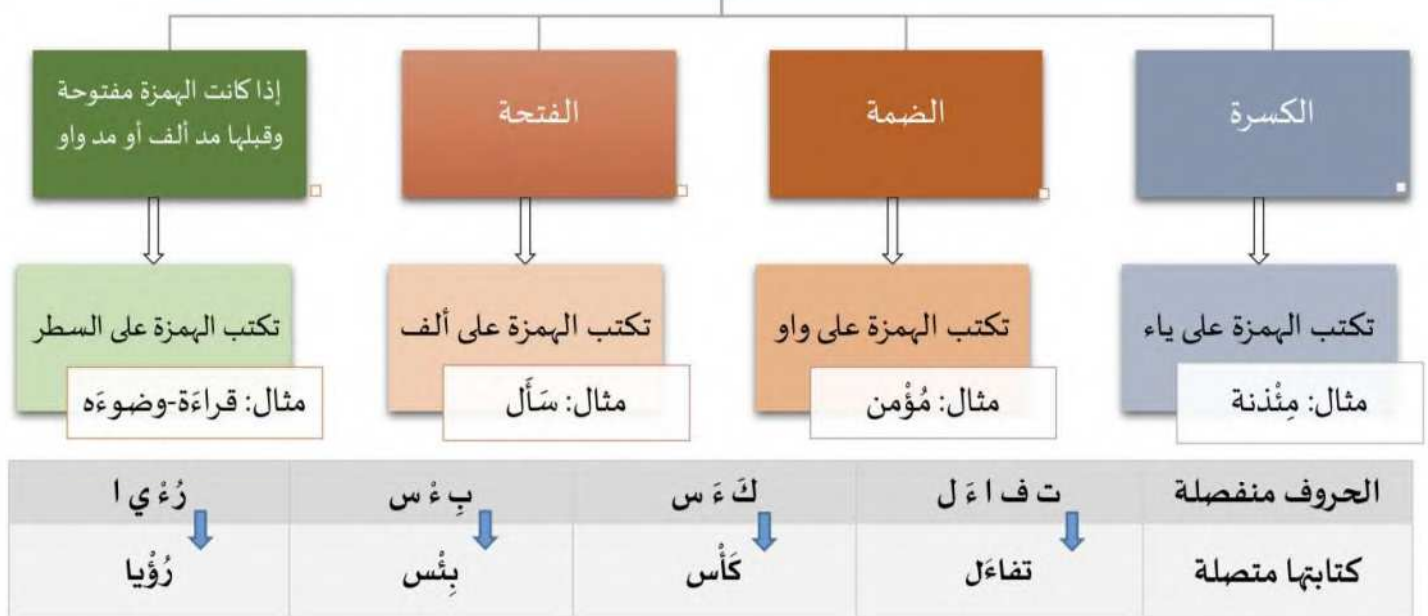 الكسرة
الضمة
الفتحة
إذا كانت الهمزة مفتوحة
وقبلها مد ألف أو مد واو
تكتب الهمزة على ياء
مثال: مِئْذنة
تكتب الهمزة على واو
مثال: مُؤْمن
تكتب الهمزة على ألف
مثال: سَأَل
تكتب الهمزة على السطر
مثال: قراءَة-وضوءَه
الحروف منفصلة
ت ف ا ءَ ل
كَ ءَ س
بِ ءْ س
رُ ءْ ي ا
كتابتها متصلة
تفاءَل
كَأْس
بِئْس
رُؤْيا